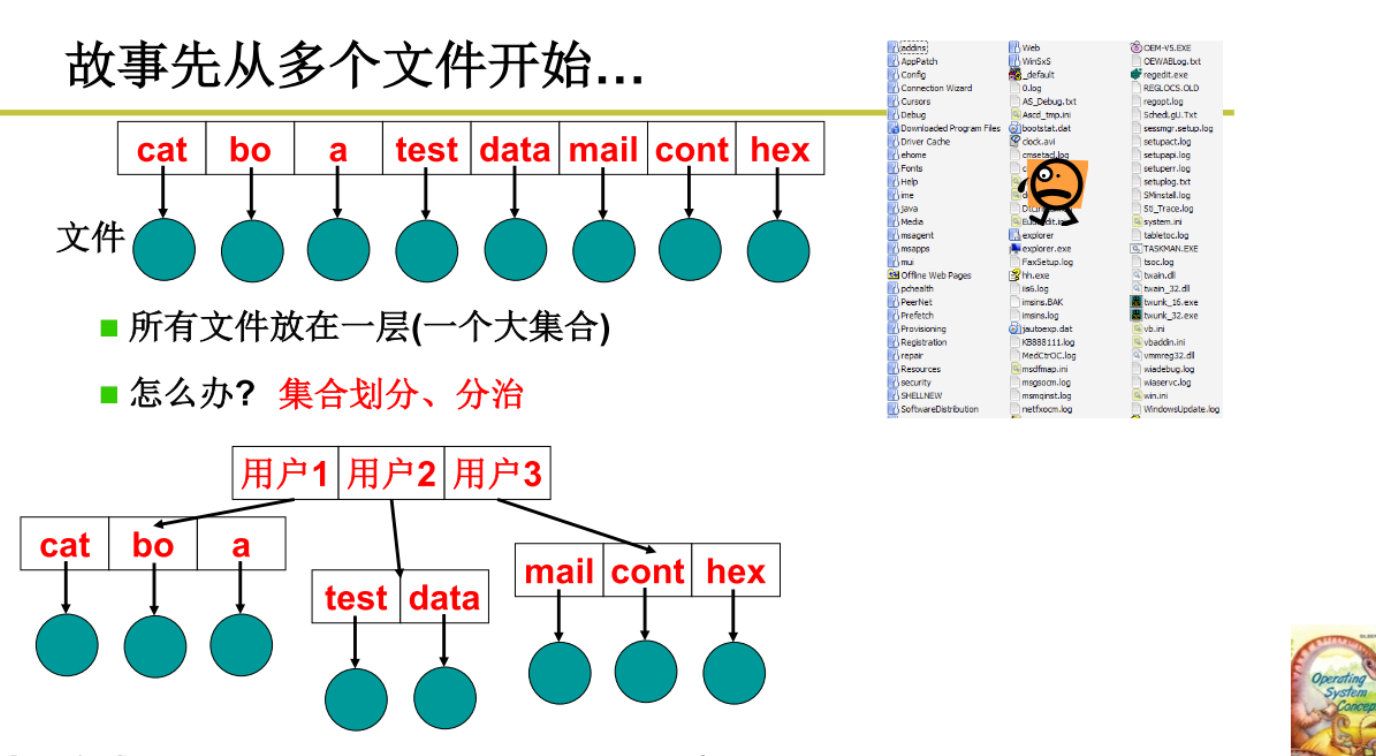 故事先从多个文件开始...
cat bo a test data mail cont hex
文件
所有文件放在一层(一个大集合)
怎么办? 集合划分、分治
用户1 用户2 用户3
cat bo a
test data
mail cont hex
addins Web OEM-V5.EXE
AppPatch WinSxS OEWABLog.txt
Config _default regedit.exe
Connection Wizard 0.log REGLOCS.OLD
Cursors AS_Debug.txt regopt.log
Debug Ascd_tmp.ini SchedLgU.Txt
Downloaded Program Files bootstat.dat sessmgr.setup.log
Driver Cache clock.avi setupact.log
ehome cmsetacl.log setupapi.log
Fonts setuperr.log
Help setuplog.txt
ime SMinstall.log
java Sti_Trace.log
Media system.ini
msagent explorer tabletoc.log
msapps explorer.exe TASKMAN.EXE
mui FaxSetup.log tsoc.log
Offline Web Pages hh.exe twain.dll
pchealth iis6.log twain_32.dll
PeerNet imsins.BAK twunk_16.exe
Prefetch imsins.log twunk_32.exe
Provisioning jautoexp.dat vb.ini
Registration KB888111.log vbaddin.ini
repair MedCtrOC.log vmmreg32.dll
Resources msdfmap.ini wiadebug.log
security msgsocm.log wiaservc.log
SHELLNEW msmqinst.log win.ini
SoftwareDistribution netfxocm.log WindowsUpdate.log
Operating
System